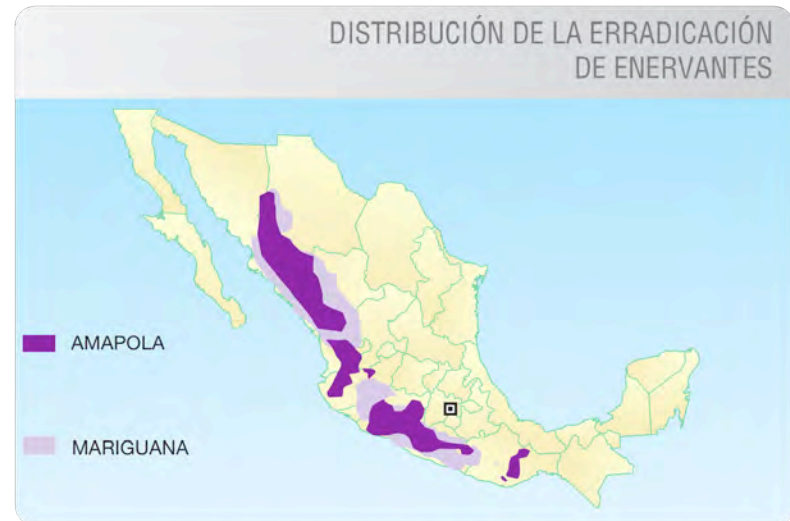 DISTRIBUCIÓN DE LA ERRADICACIÓN
DE ENERVANTES
AMAPOLA
MARIGUANA